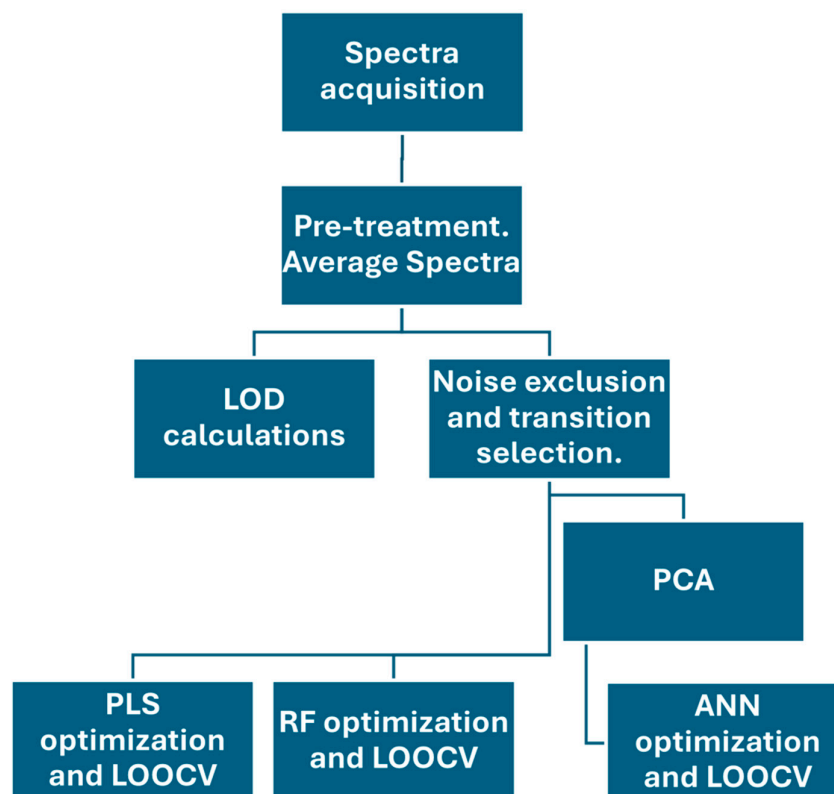 Spectra
acquisition
Pre-treatment.
Average Spectra
LOD
calculations
Noise exclusion
and transition
selection.
PCA
PLS
optimization
and LOOCV
RF optimization
and LOOCV
ANN
optimization
and LOOCV